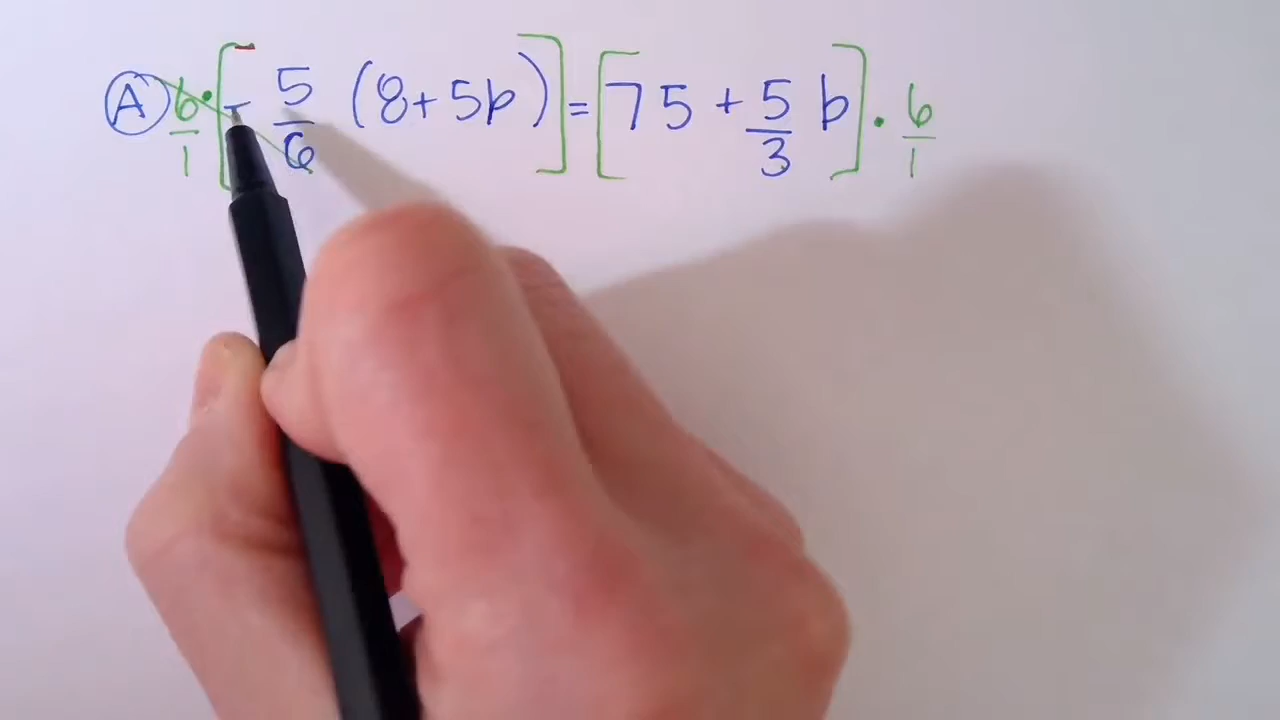 Ⓐ 6/1 · [- 5/6 (8+5b)] = [75 + 5/3 b] · 6/1